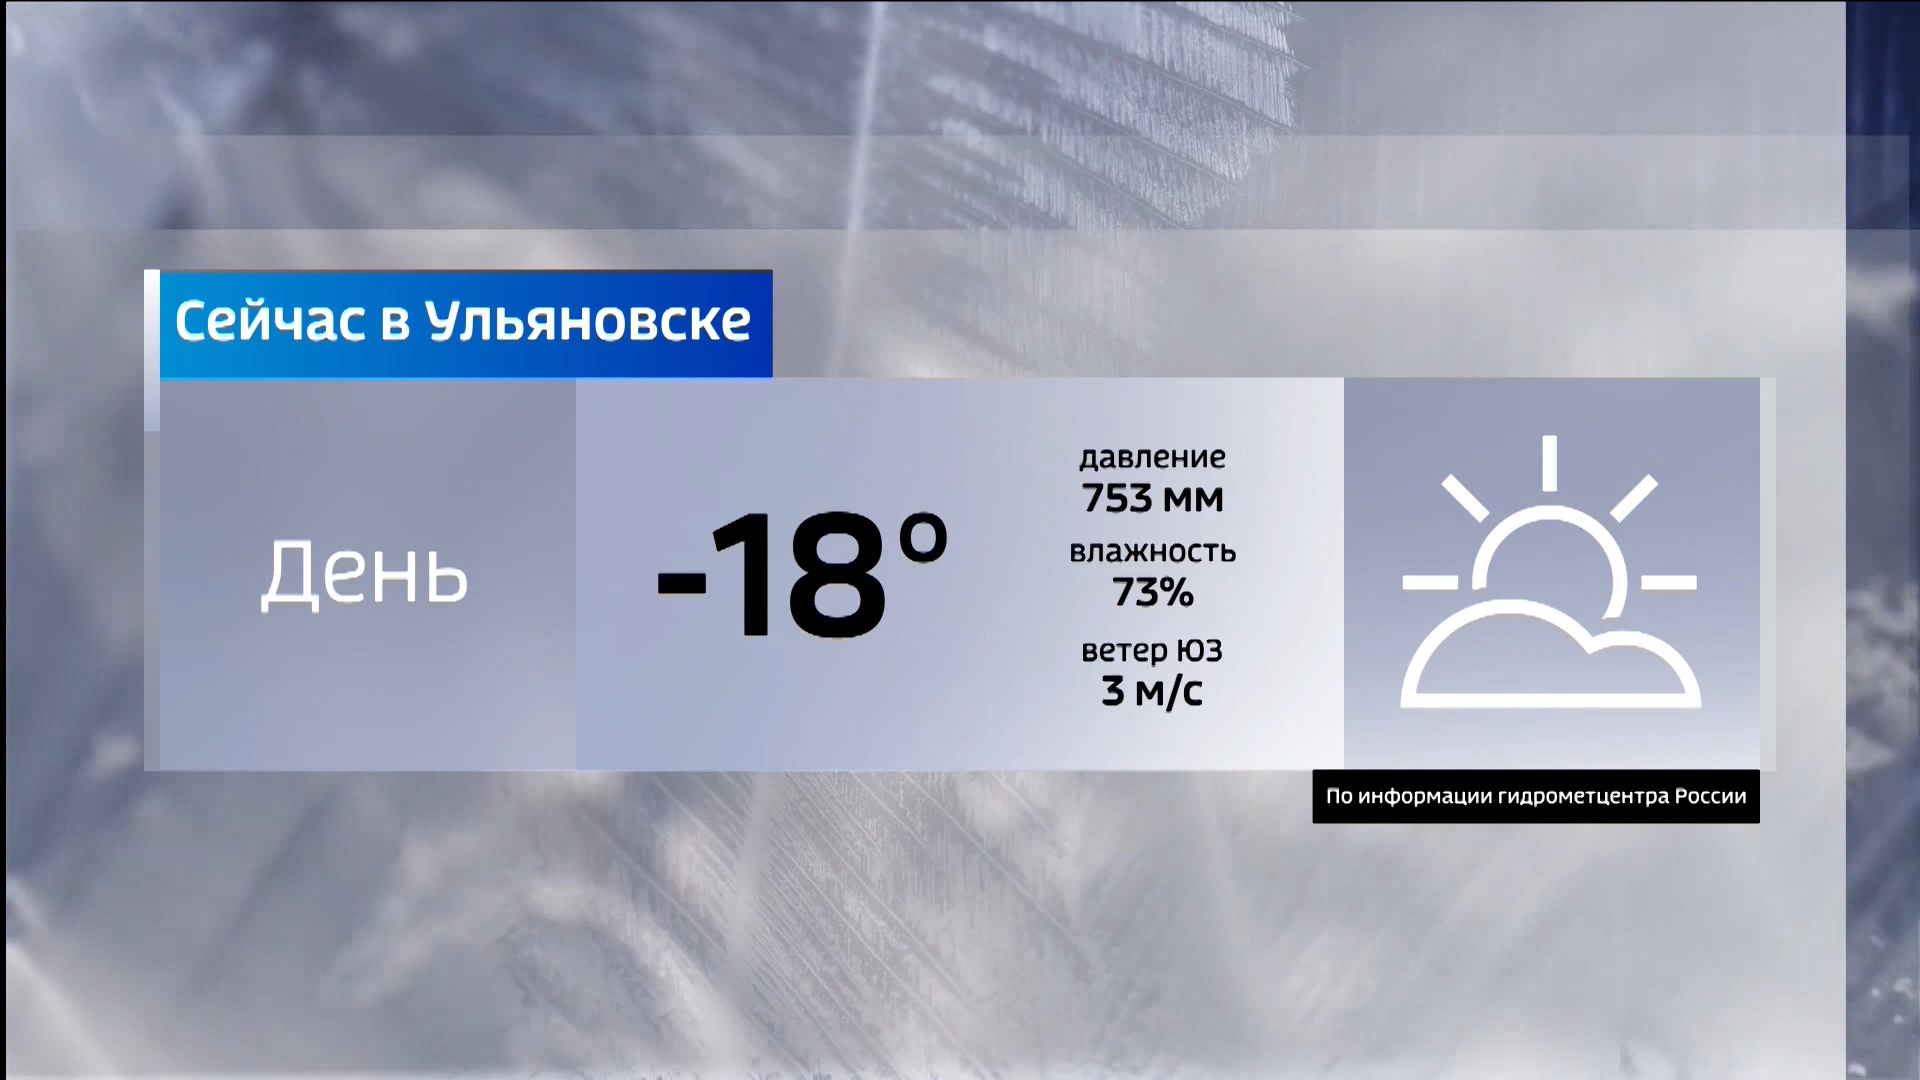 Сейчас в Ульяновске
День
-18°
давление
753 мм
влажность
73%
ветер ЮЗ
3 м/с
По информации гидрометцентра России